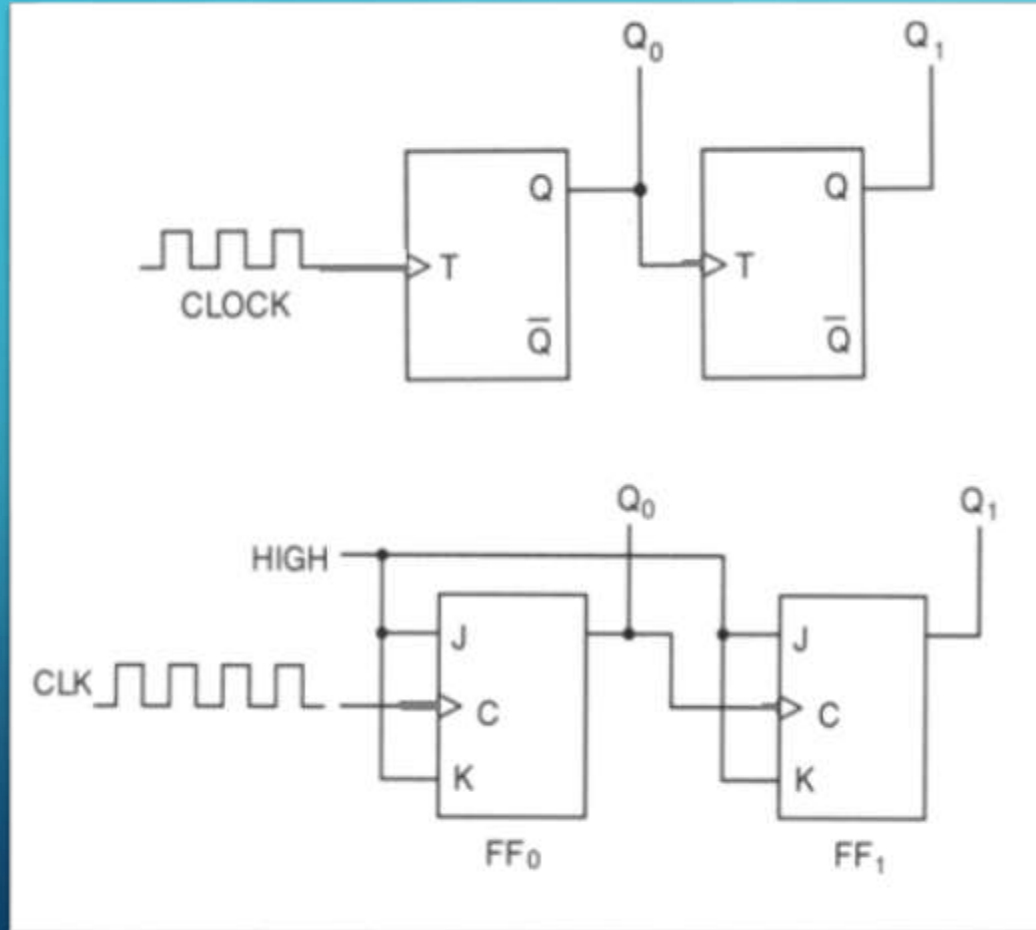 Q₀ Q₁
Q Q
T T
CLOCK
Q̅ Q̅
Q₀ Q₁
HIGH
J J
CLK
C C
K K
FF₀ FF₁